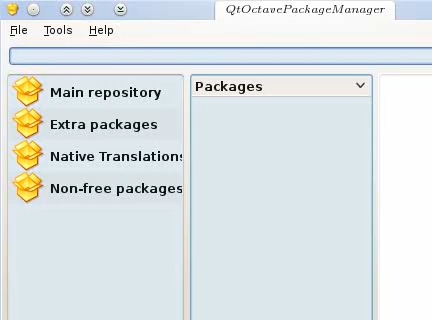 QtOctavePackageManager
File Tools Help
Main repository
Packages
Extra packages
Native Translations
Non-free packages